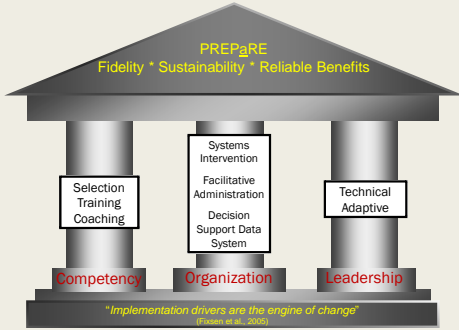 PREPaRE
Fidelity * Sustainability * Reliable Benefits
Selection
Training
Coaching
Systems
Intervention
Facilitative
Administration
Decision
Support Data
System
Technical
Adaptive
Competency
Organization
Leadership
“Implementation drivers are the engine of change”
(Fixsen et al., 2005)